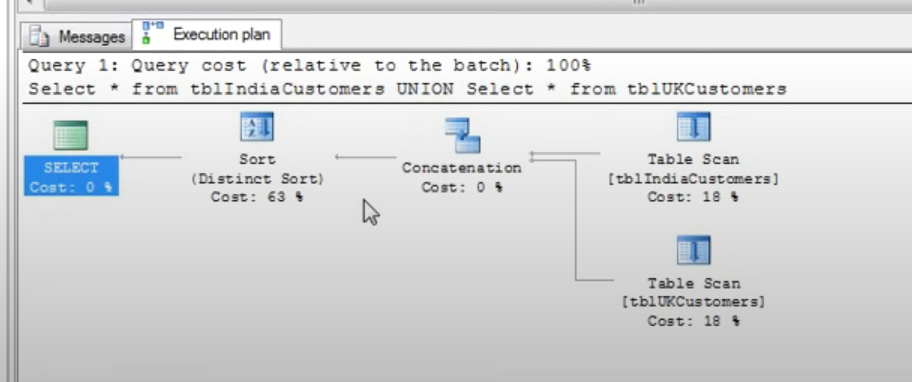 Messages
Execution plan
Query 1: Query cost (relative to the batch): 100%
Select * from tblIndiaCustomers UNION Select * from tblUKCustomers
SELECT
Cost: 0 %
Sort
(Distinct Sort)
Cost: 63 %
Concatenation
Cost: 0 %
Table Scan
[tblIndiaCustomers]
Cost: 18 %
Table Scan
[tblUKCustomers]
Cost: 18 %